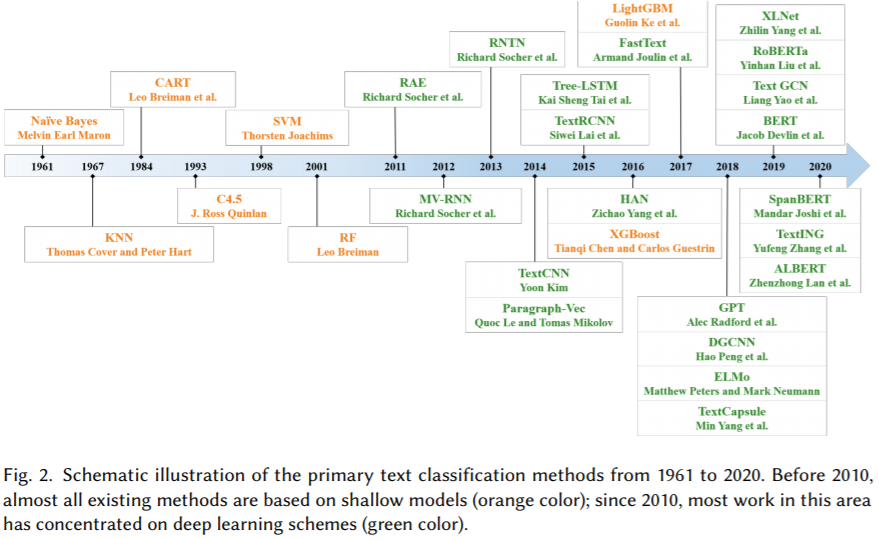 LightGBM
Guolin Ke et al.
FastText
Armand Joulin et al.
XLNet
Zhilin Yang et al.
RoBERTa
Yinhan Liu et al.
Text GCN
Liang Yao et al.
BERT
Jacob Devlin et al.
RNTN
Richard Socher et al.
Tree-LSTM
Kai Sheng Tai et al.
TextRCNN
Siwei Lai et al.
CART
Leo Breiman et al.
RAE
Richard Socher et al.
Naïve Bayes
Melvin Earl Maron
SVM
Thorsten Joachims
1961 1967 1984 1993 1998 2001 2011 2012 2013 2014 2015 2016 2017 2018 2019 2020
C4.5
J. Ross Quinlan
MV-RNN
Richard Socher et al.
HAN
Zichao Yang et al.
XGBoost
Tianqi Chen and Carlos Guestrin
SpanBERT
Mandar Joshi et al.
TextING
Yufeng Zhang et al.
ALBERT
Zhenzhong Lan et al.
KNN
Thomas Cover and Peter Hart
RF
Leo Breiman
TextCNN
Yoon Kim
Paragraph-Vec
Quoc Le and Tomas Mikolov
GPT
Alec Radford et al.
DGCNN
Hao Peng et al.
ELMo
Matthew Peters and Mark Neumann
TextCapsule
Min Yang et al.
Fig. 2. Schematic illustration of the primary text classification methods from 1961 to 2020. Before 2010,
almost all existing methods are based on shallow models (orange color); since 2010, most work in this area
has concentrated on deep learning schemes (green color).